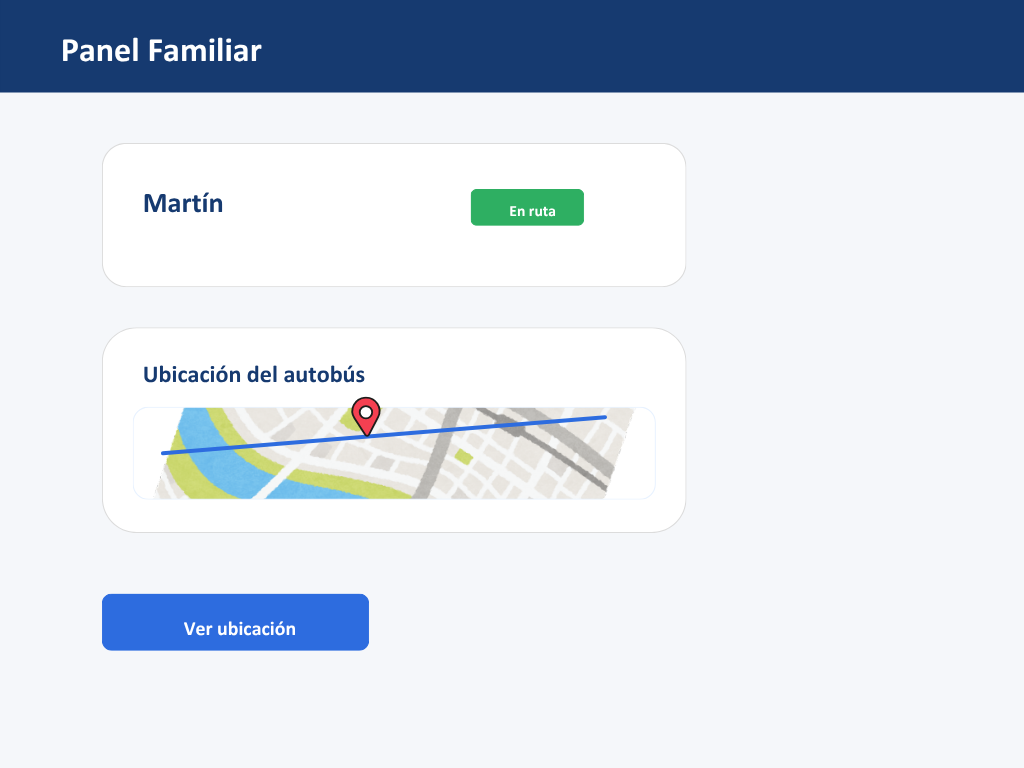 Panel Familiar
Martín
En ruta
Ubicación del autobús
Ver ubicación